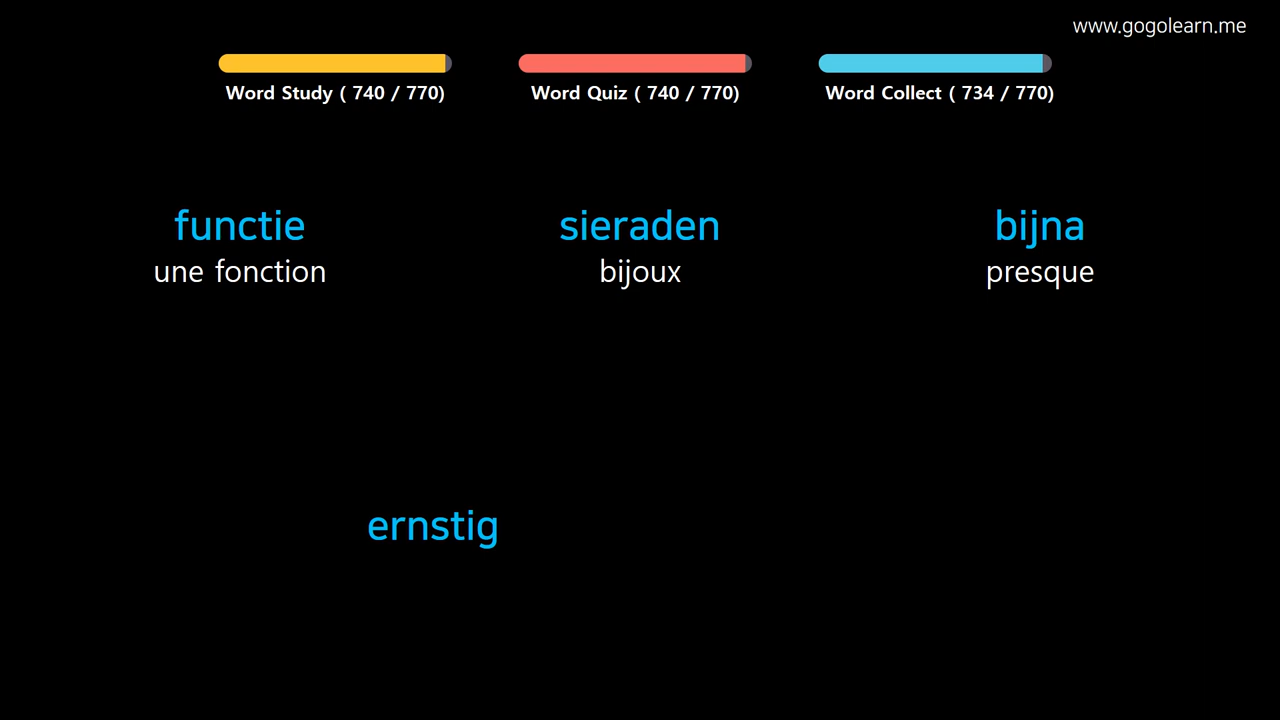 www.gogolearn.me
Word Study ( 740 / 770)
Word Quiz ( 740 / 770)
Word Collect ( 734 / 770)
functie
une fonction
sieraden
bijoux
bijna
presque
ernstig